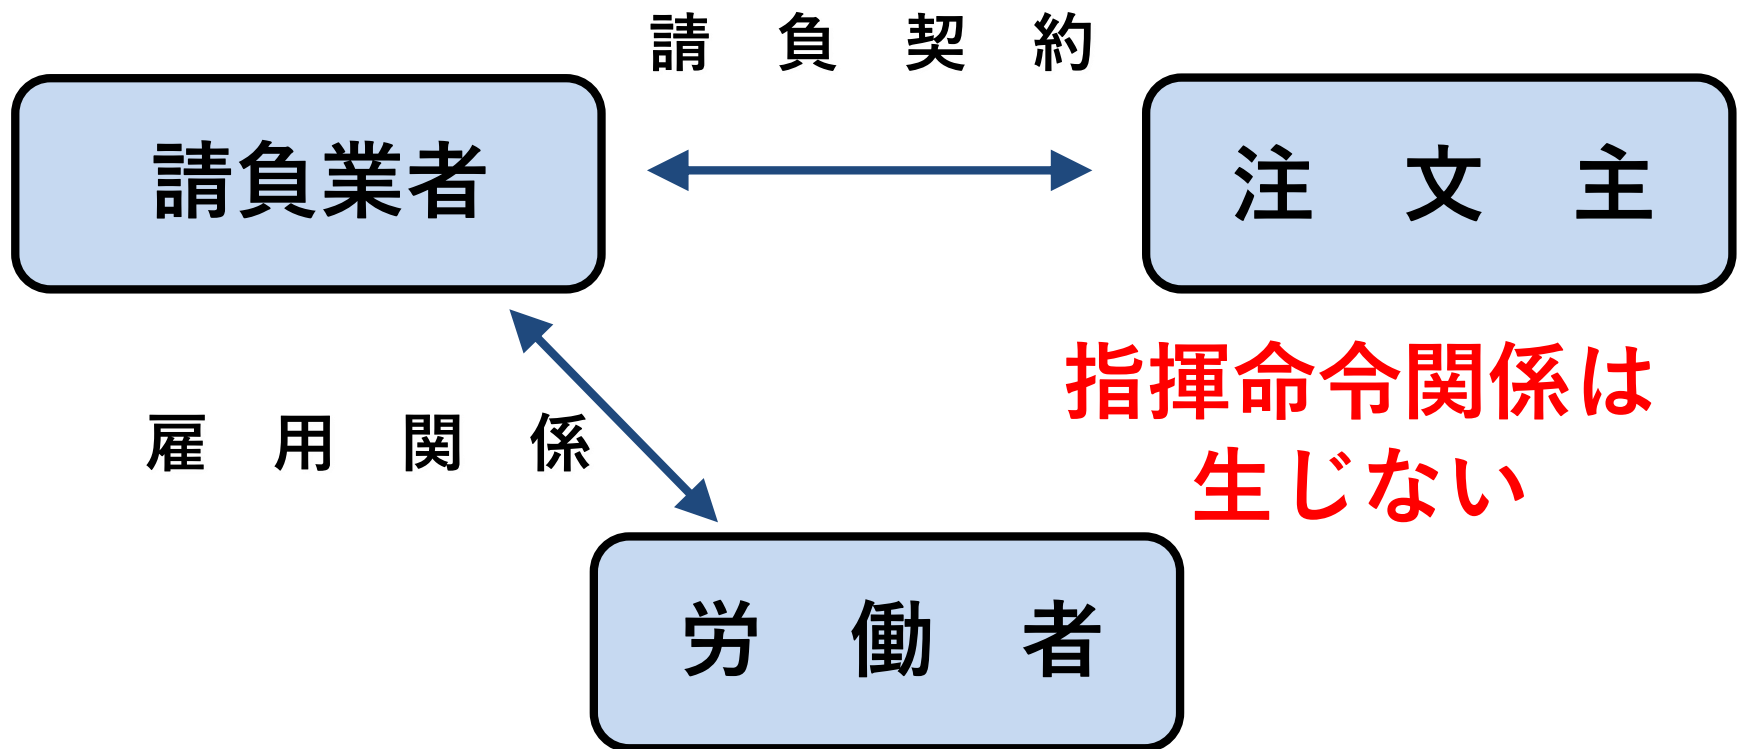 請負契約
請負業者
注文主
指揮命令関係は
生じない
雇用関係
労働者